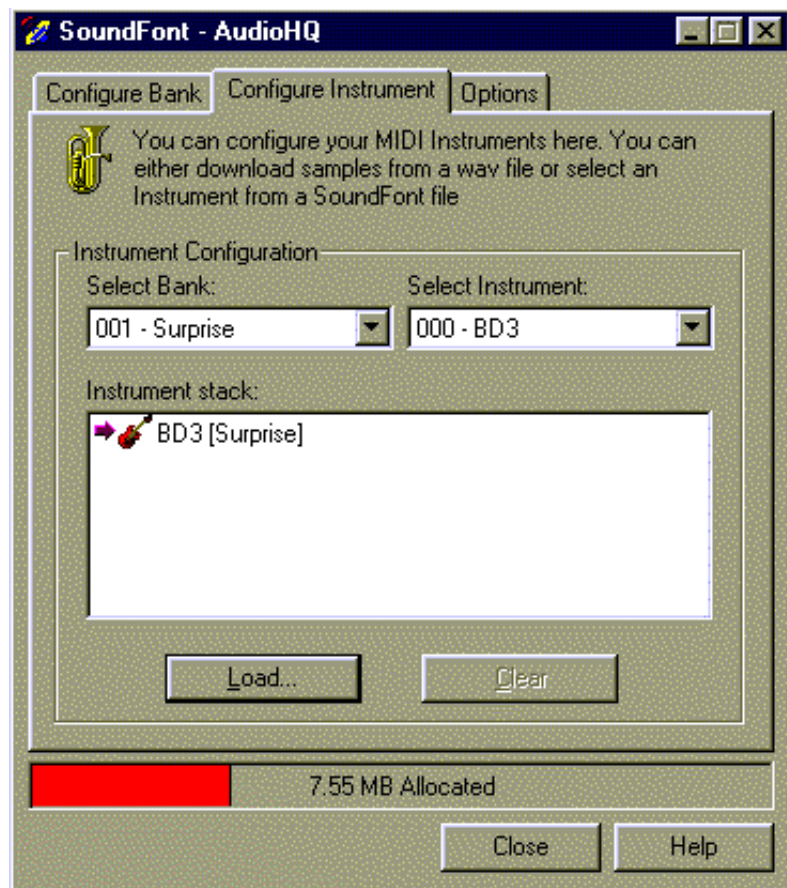 SoundFont - AudioHQ
Configure Bank Configure Instrument Options
You can configure your MIDI Instruments here. You can
either download samples from a wav file or select an
Instrument from a SoundFont file
Instrument Configuration
Select Bank: Select Instrument:
001 - Surprise 000 - BD3
Instrument stack:
BD3 [Surprise]
Load... Clear
7.55 MB Allocated
Close Help